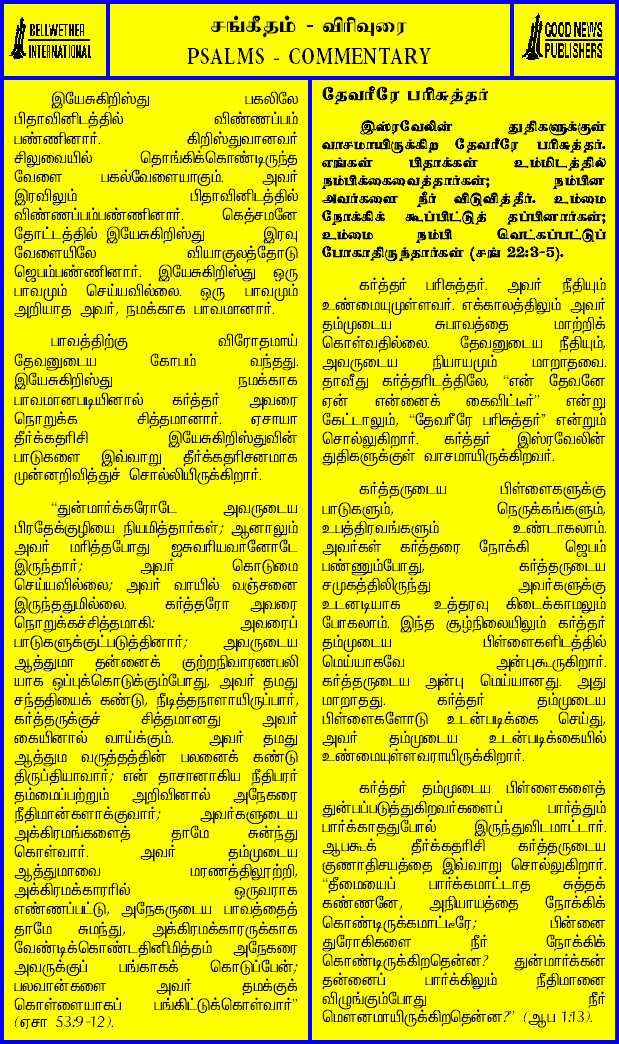 BELLWETHER
INTERNATIONAL
சங்கீதம் - விரிவுரை
PSALMS - COMMENTARY
GOOD NEWS
PUBLISHERS
இயேசுகிறிஸ்து பகலிலே
பிதாவினிடத்தில் விண்ணப்பம்
பண்ணினார். கிறிஸ்துவானவர்
சிலுவையில் தொங்கிக்கொண்டிருந்த
வேளை பகல்வேளையாகும். அவர்
இரவிலும் பிதாவினிடத்தில்
விண்ணப்பம்பண்ணினார். கெத்சமனே
தோட்டத்தில் இயேசுகிறிஸ்து இரவு
வேளையிலே வியாகுலத்தோடு
ஜெபம்பண்ணினார். இயேசுகிறிஸ்து ஒரு
பாவமும் செய்யவில்லை. ஒரு பாவமும்
அறியாத அவர், நமக்காக பாவமானார்.
பாவத்திற்கு விரோதமாய்
தேவனுடைய கோபம் வந்தது.
இயேசுகிறிஸ்து நமக்காக
பாவமானபடியினால் கர்த்தர் அவரை
நொறுக்க சித்தமானார். ஏசாயா
தீர்க்கதரிசி இயேசுகிறிஸ்துவின்
பாடுகளை இவ்வாறு தீர்க்கதரிசனமாக
முன்னறிவித்துச் சொல்லியிருக்கிறார்.
“துன்மார்க்கரோடே அவருடைய
பிரதேக்குழியை நியமித்தார்கள்; ஆனாலும்
அவர் மரித்தபோது ஐசுவரியவானோடே
இருந்தார்; அவர் கொடுமை
செய்யவில்லை; அவர் வாயில் வஞ்சனை
இருந்ததுமில்லை. கர்த்தரோ அவரை
நொறுக்கச்சித்தமாகி: அவரைப்
பாடுகளுக்குட்படுத்தினார்; அவருடைய
ஆத்துமா தன்னைக் குற்றநிவாரணபலி
யாக ஒப்புக்கொடுக்கும்போது, அவர் தமது
சந்ததியைக் கண்டு, நீடித்தநாளாயிருப்பார்,
கர்த்தருக்குச் சித்தமானது அவர்
கையினால் வாய்க்கும். அவர் தமது
ஆத்தும வருத்தத்தின் பலனைக் கண்டு
திருப்தியாவார்; என் தாசானாகிய நீதிபரர்
தம்மைப்பற்றும் அறிவினால் அநேகரை
நீதிமான்களாக்குவார்; அவர்களுடைய
அக்கிரமங்களைத் தாமே சுன்ந்து
கொள்வார். அவர் தம்முடைய
ஆத்துமாவை மரணத்திலூற்றி,
அக்கிரமக்காரரில் ஒருவராக
எண்ணப்பட்டு, அநேகருடைய பாவத்தைத்
தாமே சுமந்து, அக்கிரமக்காரருக்காக
வேண்டிக்கொண்டதினிமித்தம் அநேகரை
அவருக்குப் பங்காகக் கொடுப்பேன்;
பலவான்களை அவர் தமக்குக்
கொள்ளையாகப் பங்கிட்டுக்கொள்வார்”
(ஏசா 53:9-12).
தேவரீரே பரிசுத்தர்
இஸ்ரவேலின் துதிகளுக்குள்
வாசமாயிருக்கிற தேவரீரே பரிசுத்தர்.
எங்கள் பிதாக்கள் உம்மிடத்தில்
நம்பிக்கைவைத்தார்கள்; நம்பின
அவர்களை நீர் விடுவித்தீர். உம்மை
நோக்கிக் கூப்பிட்டுத் தப்பினார்கள்;
உம்மை நம்பி வெட்கப்பட்டுப்
போகாதிருந்தார்கள் (சங் 22:3-5).
கர்த்தர் பரிசுத்தர். அவர் நீதியும்
உண்மையுமுள்ளவர். எக்காலத்திலும் அவர்
தம்முடைய சுபாவத்தை மாற்றிக்
கொள்வதில்லை. தேவனுடைய நீதியும்,
அவருடைய நியாயமும் மாறாதவை.
தாவீது கர்த்தரிடத்திலே, “என் தேவனே
ஏன் என்னைக் கைவிட்டீர்” என்று
கேட்டாலும், “தேவரீரே பரிசுத்தர்” என்றும்
சொல்லுகிறார். கர்த்தர் இஸ்ரவேலின்
துதிகளுக்குள் வாசமாயிருக்கிறவர்.
கர்த்தருடைய பிள்ளைகளுக்கு
பாடுகளும், நெருக்கங்களும்,
உபத்திரவங்களும் உண்டாகலாம்.
அவர்கள் கர்த்தரை நோக்கி ஜெபம்
பண்ணும்போது, கர்த்தருடைய
சமுகத்திலிருந்து அவர்களுக்கு
உடனடியாக உத்தரவு கிடைக்காமலும்
போகலாம். இந்த சூழ்நிலையிலும் கர்த்தர்
தம்முடைய பிள்ளைகளிடத்தில்
மெய்யாகவே அன்புகூருகிறார்.
கர்த்தருடைய அன்பு மெய்யானது. அது
மாறாதது. கர்த்தர் தம்முடைய
பிள்ளைகளோடு உடன்படிக்கை செய்து,
அவர் தம்முடைய உடன்படிக்கையில்
உண்மையுள்ளவராயிருக்கிறார்.
கர்த்தர் தம்முடைய பிள்ளைகளைத்
துன்பப்படுத்துகிறவர்களைப் பார்த்தும்
பார்க்காததுபோல் இருந்துவிடமாட்டார்.
ஆபகூக் தீர்க்கதரிசி கர்த்தருடைய
குணாதிசயத்தை இவ்வாறு சொல்லுகிறார்.
“தீமையைப் பார்க்கமாட்டாத சுத்தக்
கண்ணனே, அநியாயத்தை நோக்கிக்
கொண்டிருக்கமாட்டீரே; பின்னை
துரோகிகளை நீர் நோக்கிக்
கொண்டிருக்கிறதென்ன? துன்மார்க்கன்
தன்னைப் பார்க்கிலும் நீதிமானை
விழுங்கும்போது நீர்
மௌனமாயிருக்கிறதென்ன?” (ஆப 1:13).